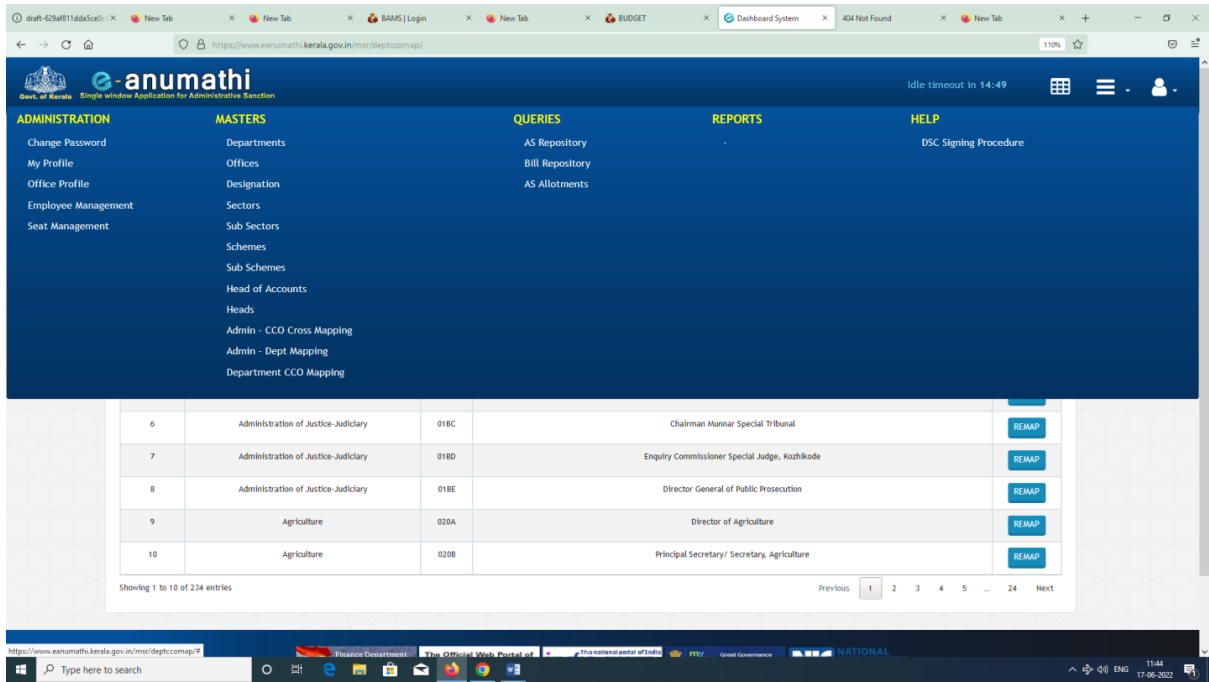 draft-629af811dda5ce0c
New Tab
New Tab
BAMS | Login
New Tab
BUDGET
Dashboard System
404 Not Found
New Tab
https://www.eanumathi.kerala.gov.in/msr/deptccomap/
110%
Govt. of Kerala
e-anumathi
Single window Application for Administrative Sanction
Idle timeout in 14:49
ADMINISTRATION
Change Password
My Profile
Office Profile
Employee Management
Seat Management
MASTERS
Departments
Offices
Designation
Sectors
Sub Sectors
Schemes
Sub Schemes
Head of Accounts
Heads
Admin - CCO Cross Mapping
Admin - Dept Mapping
Department CCO Mapping
QUERIES
AS Repository
Bill Repository
AS Allotments
REPORTS
-
HELP
DSC Signing Procedure
6 Administration of Justice-Judiciary 01BC Chairman Munnar Special Tribunal REMAP
7 Administration of Justice-Judiciary 01BD Enquiry Commissioner Special Judge, Kozhikode REMAP
8 Administration of Justice-Judiciary 01BE Director General of Public Prosecution REMAP
9 Agriculture 020A Director of Agriculture REMAP
10 Agriculture 020B Principal Secretary/ Secretary, Agriculture REMAP
Showing 1 to 10 of 234 entries
Previous 1 2 3 4 5 ... 24 Next
https://www.eanumathi.kerala.gov.in/msr/deptccomap/#
Finance Department
The Official Web Portal of
The national portal of India
my
Great Governance
NATIONAL
Type here to search
ENG
11:44
17-06-2022